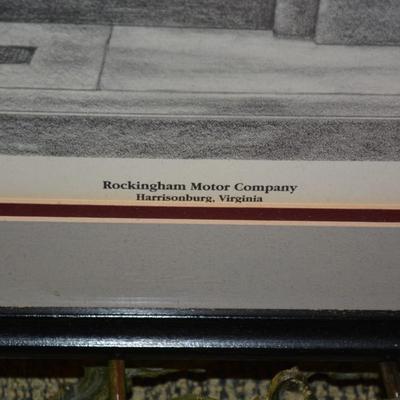 Rockingham Motor Company
Harrisonburg, Virginia